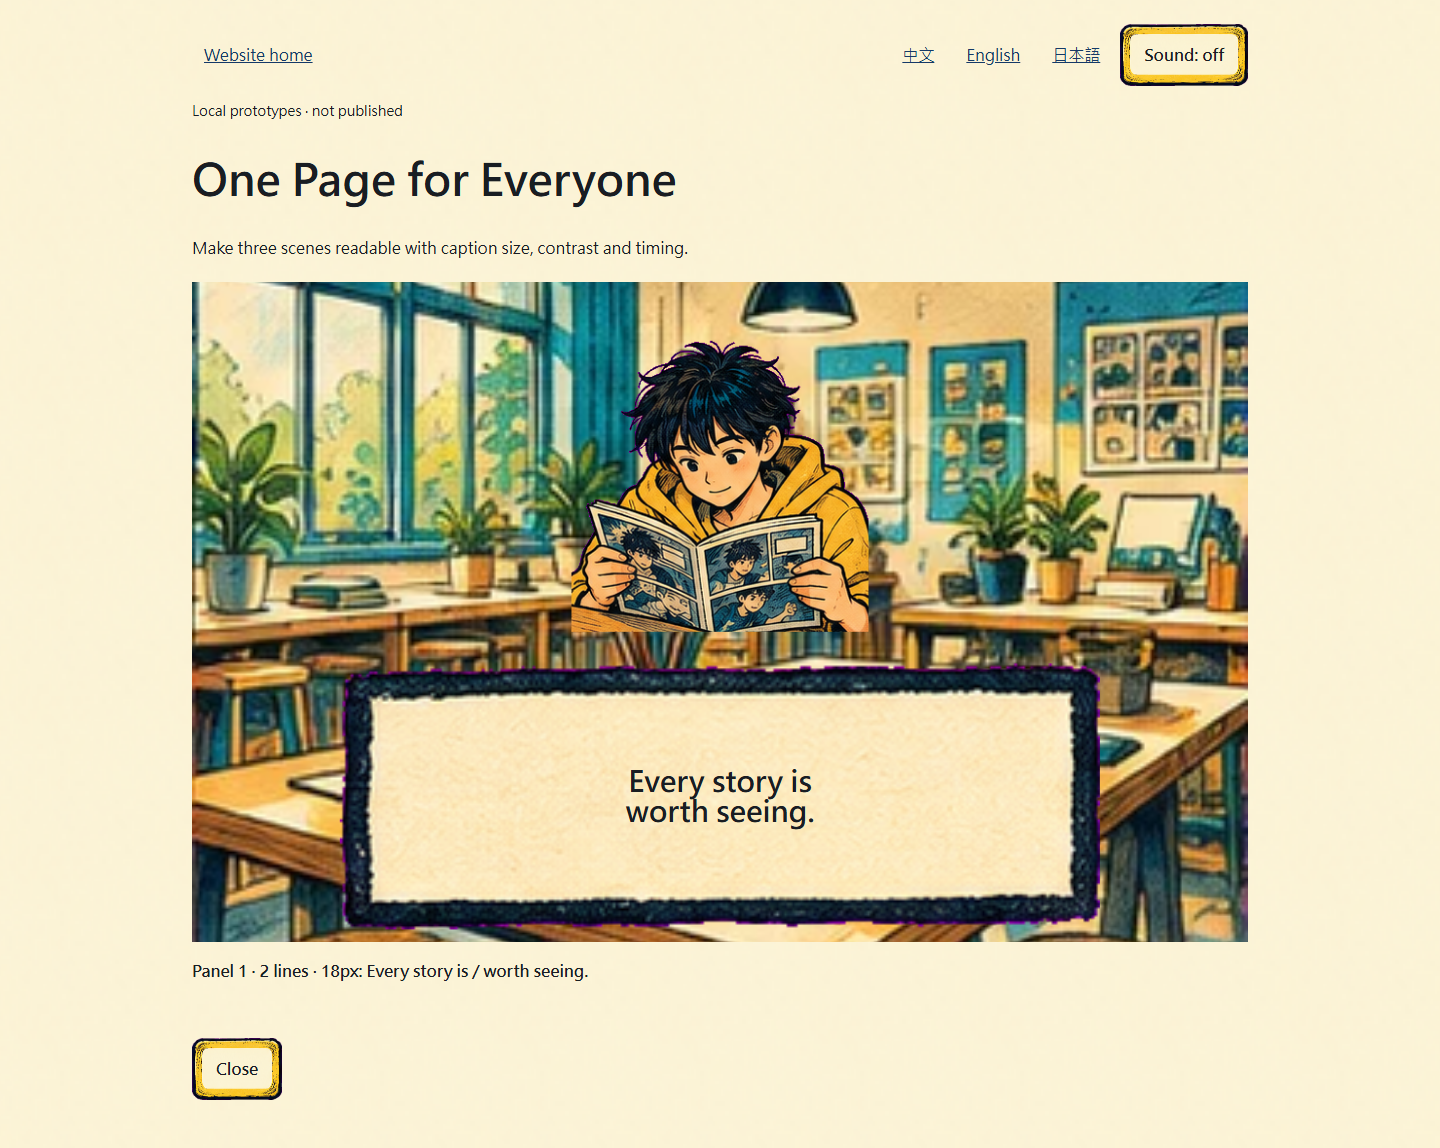 Website home
中文
English
日本語
Sound: off
Local prototypes · not published
One Page for Everyone
Make three scenes readable with caption size, contrast and timing.
Every story is
worth seeing.
Panel 1 · 2 lines · 18px: Every story is / worth seeing.
Close